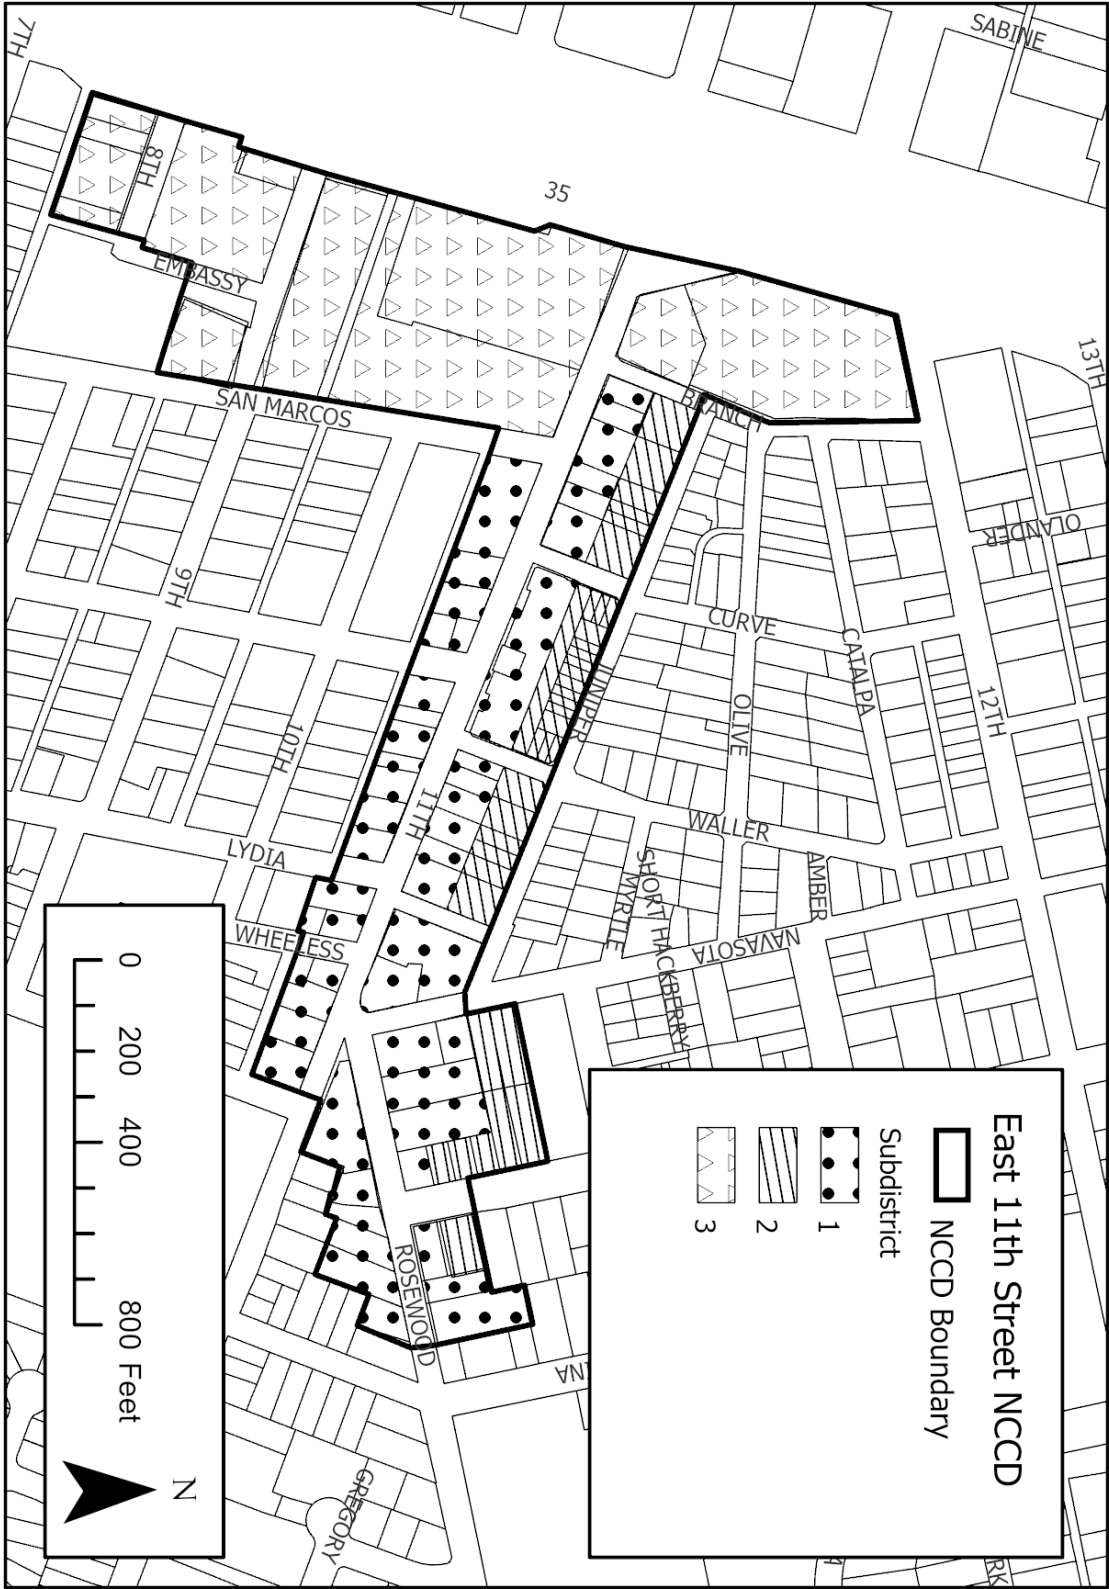 East 11th Street NCCD
NCCD Boundary
Subdistrict
1
2
3
0 200 400 800 Feet
N
SABINE
7TH
35
8TH
EMBASSY
13TH
SAN MARCOS
BRANCH
OLANDER
9TH
CURVE
CATALPA
12TH
JUNIPER
OLIVE
10TH
11TH
WALLER
LYDIA
AMBER
SHORT HACKBERRY
MYRTLE
NAVASOTA
WHEELESS
ROSEWOOD
INA
GREGORY
RK